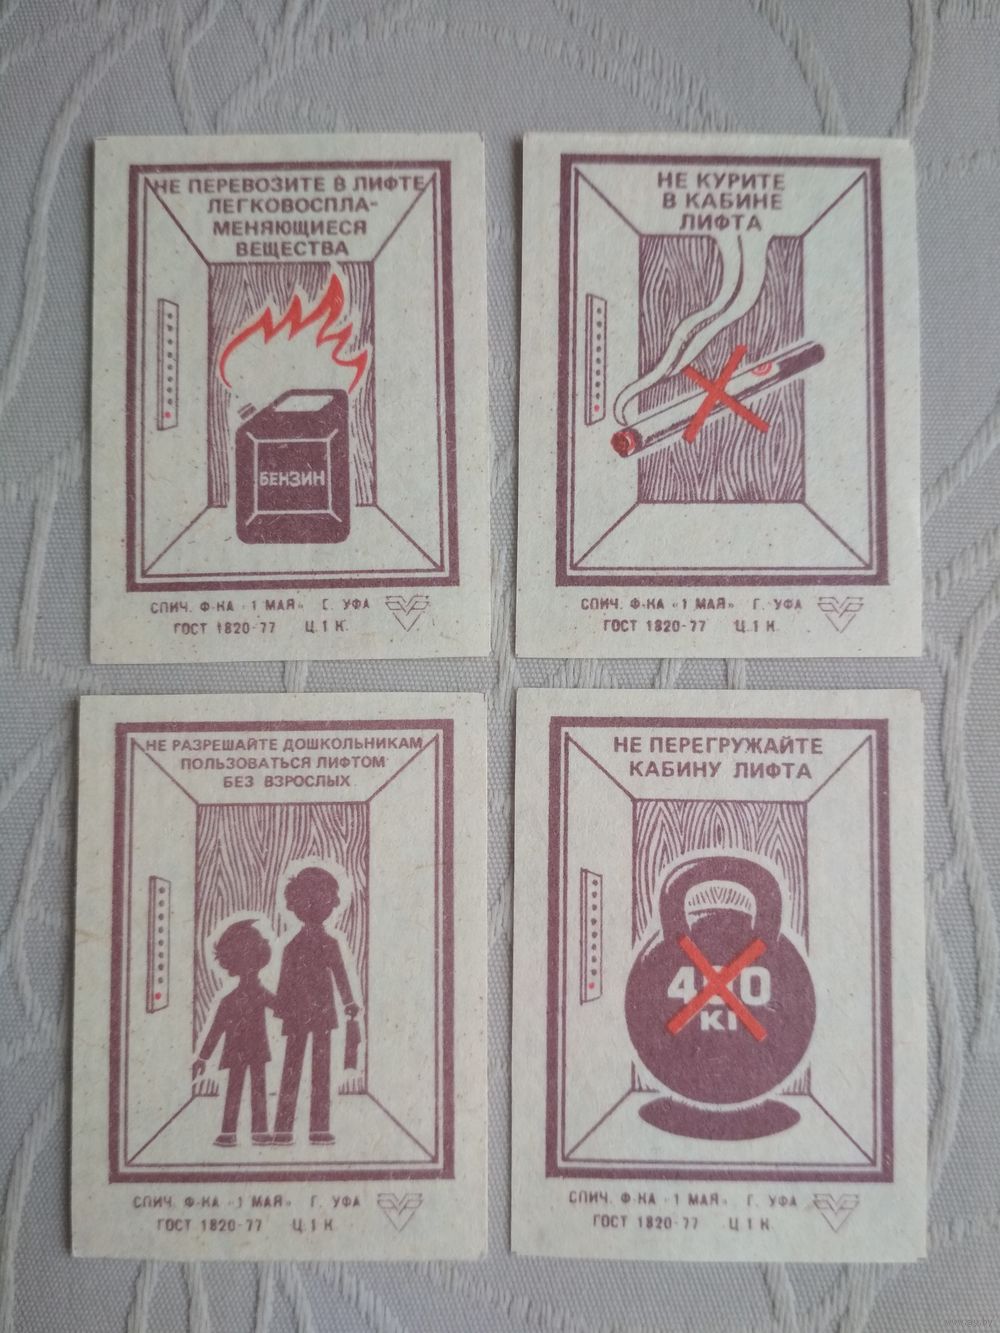 НЕ ПЕРЕВОЗИТЕ В ЛИФТЕ
ЛЕГКОВОСПЛА-
МЕНЯЮЩИЕСЯ
ВЕЩЕСТВА
БЕНЗИН
СПИЧ. Ф-КА «1 МАЯ» Г. УФА
ГОСТ 1820-77 Ц. 1 К.
НЕ КУРИТЕ
В КАБИНЕ
ЛИФТА
СПИЧ. Ф-КА «1 МАЯ» Г. УФА
ГОСТ 1820-77 Ц. 1 К.
НЕ РАЗРЕШАЙТЕ ДОШКОЛЬНИКАМ
ПОЛЬЗОВАТЬСЯ ЛИФТОМ
БЕЗ ВЗРОСЛЫХ
СПИЧ. Ф-КА «1 МАЯ» Г. УФА
ГОСТ 1820-77 Ц. 1 К.
НЕ ПЕРЕГРУЖАЙТЕ
КАБИНУ ЛИФТА
КГ
СПИЧ. Ф-КА «1 МАЯ» Г. УФА
ГОСТ 1820-77 Ц. 1 К